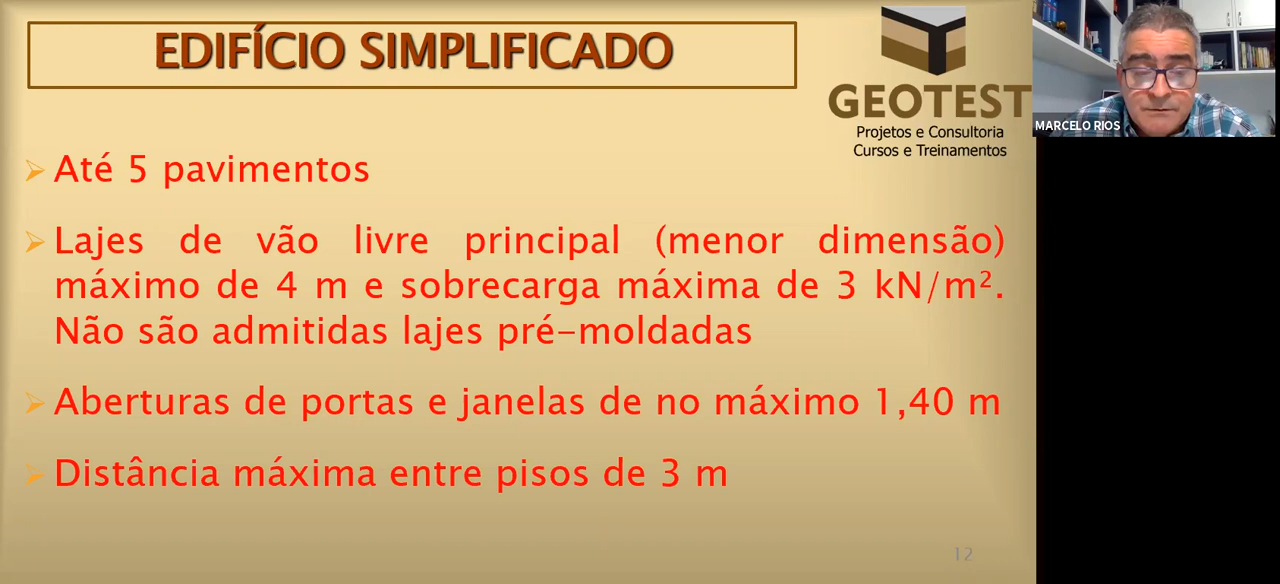 EDIFÍCIO SIMPLIFICADO
GEOTEST
Projetos e Consultoria
Cursos e Treinamentos
MARCELO RIOS
Até 5 pavimentos
Lajes de vão livre principal (menor dimensão)
máximo de 4 m e sobrecarga máxima de 3 kN/m².
Não são admitidas lajes pré-moldadas
Aberturas de portas e janelas de no máximo 1,40 m
Distância máxima entre pisos de 3 m
12